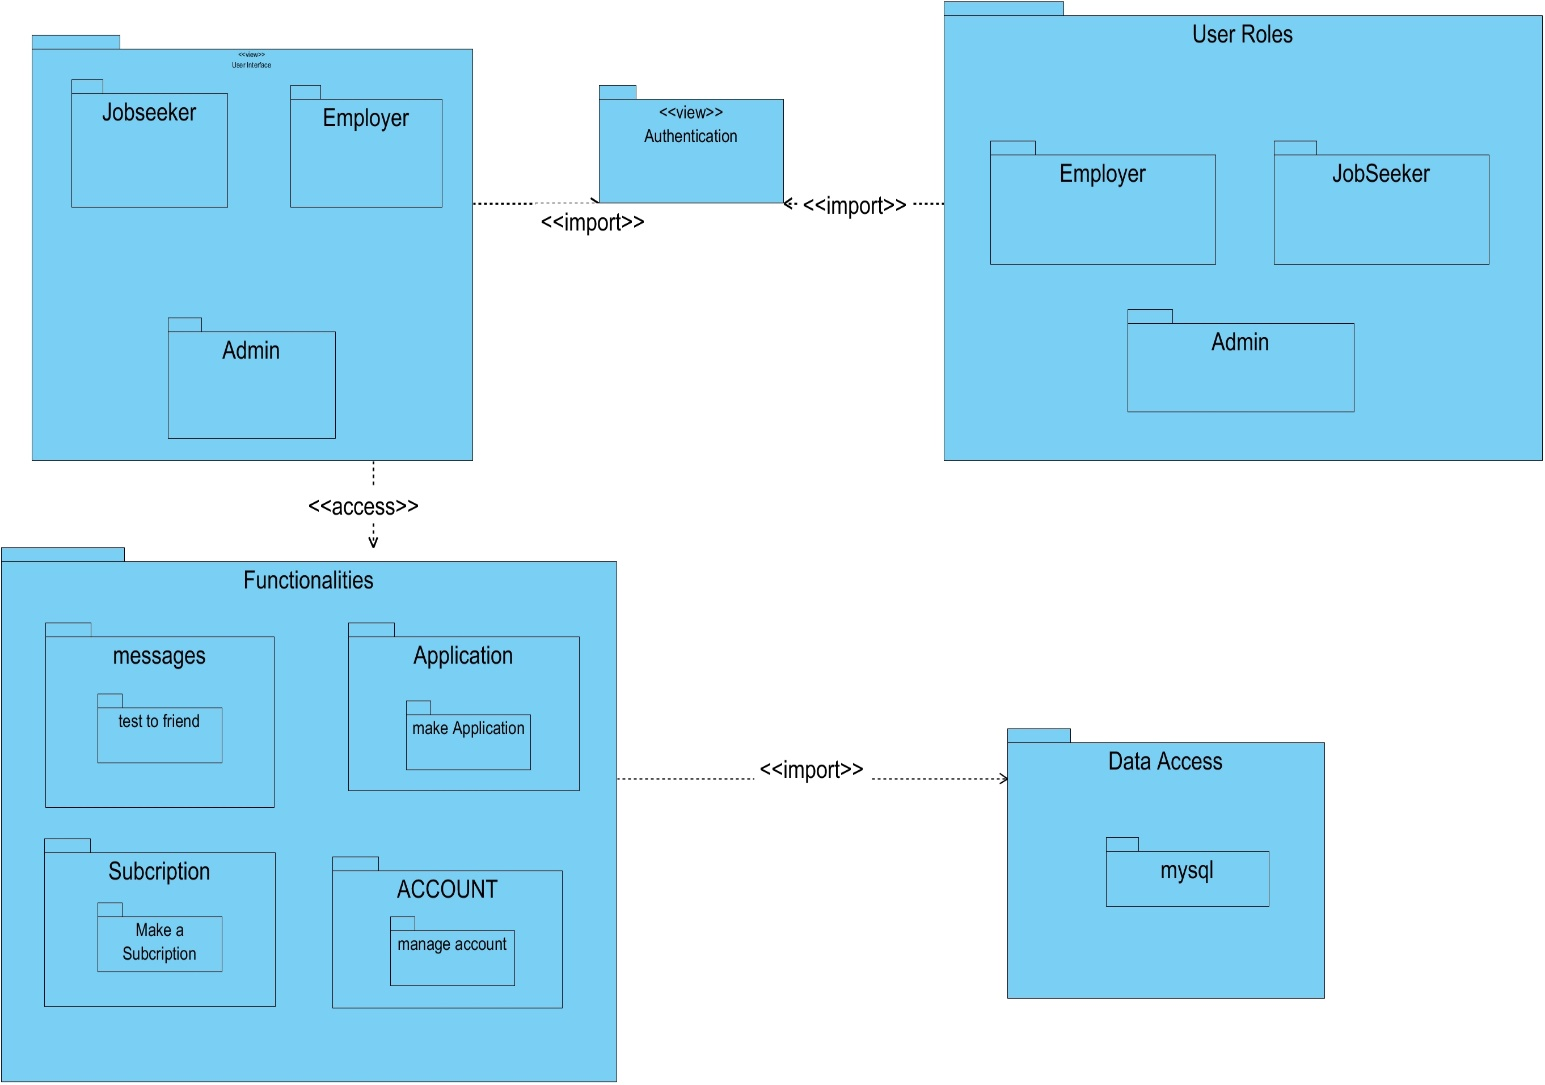 <<view>>
User Interface
Jobseeker
Employer
Admin
<<view>>
Authentication
<<import>>
<<import>>
User Roles
Employer
JobSeeker
Admin
<<access>>
Functionalities
messages
test to friend
Application
make Application
Subcription
Make a
Subcription
ACCOUNT
manage account
<<import>>
Data Access
mysql